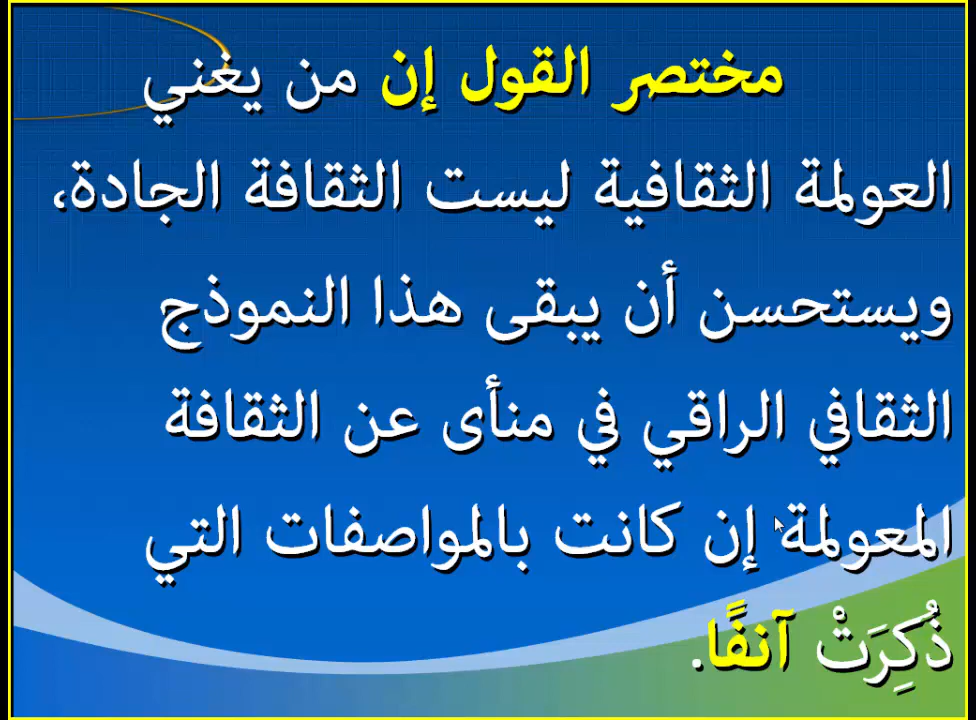 مختصر القول إن من يغني
العولمة الثقافية ليست الثقافة الجادة،
ويستحسن أن يبقى هذا النموذج
الثقافي الراقي في منأى عن الثقافة
المعولمة إن كانت بالمواصفات التي
ذُكِرَتْ آنفًا.